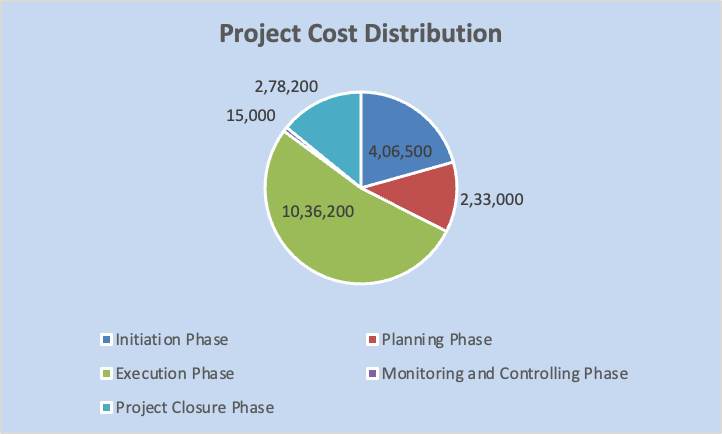 Project Cost Distribution
2,78,200
15,000
4,06,500
2,33,000
10,36,200
Initiation Phase
Planning Phase
Execution Phase
Monitoring and Controlling Phase
Project Closure Phase